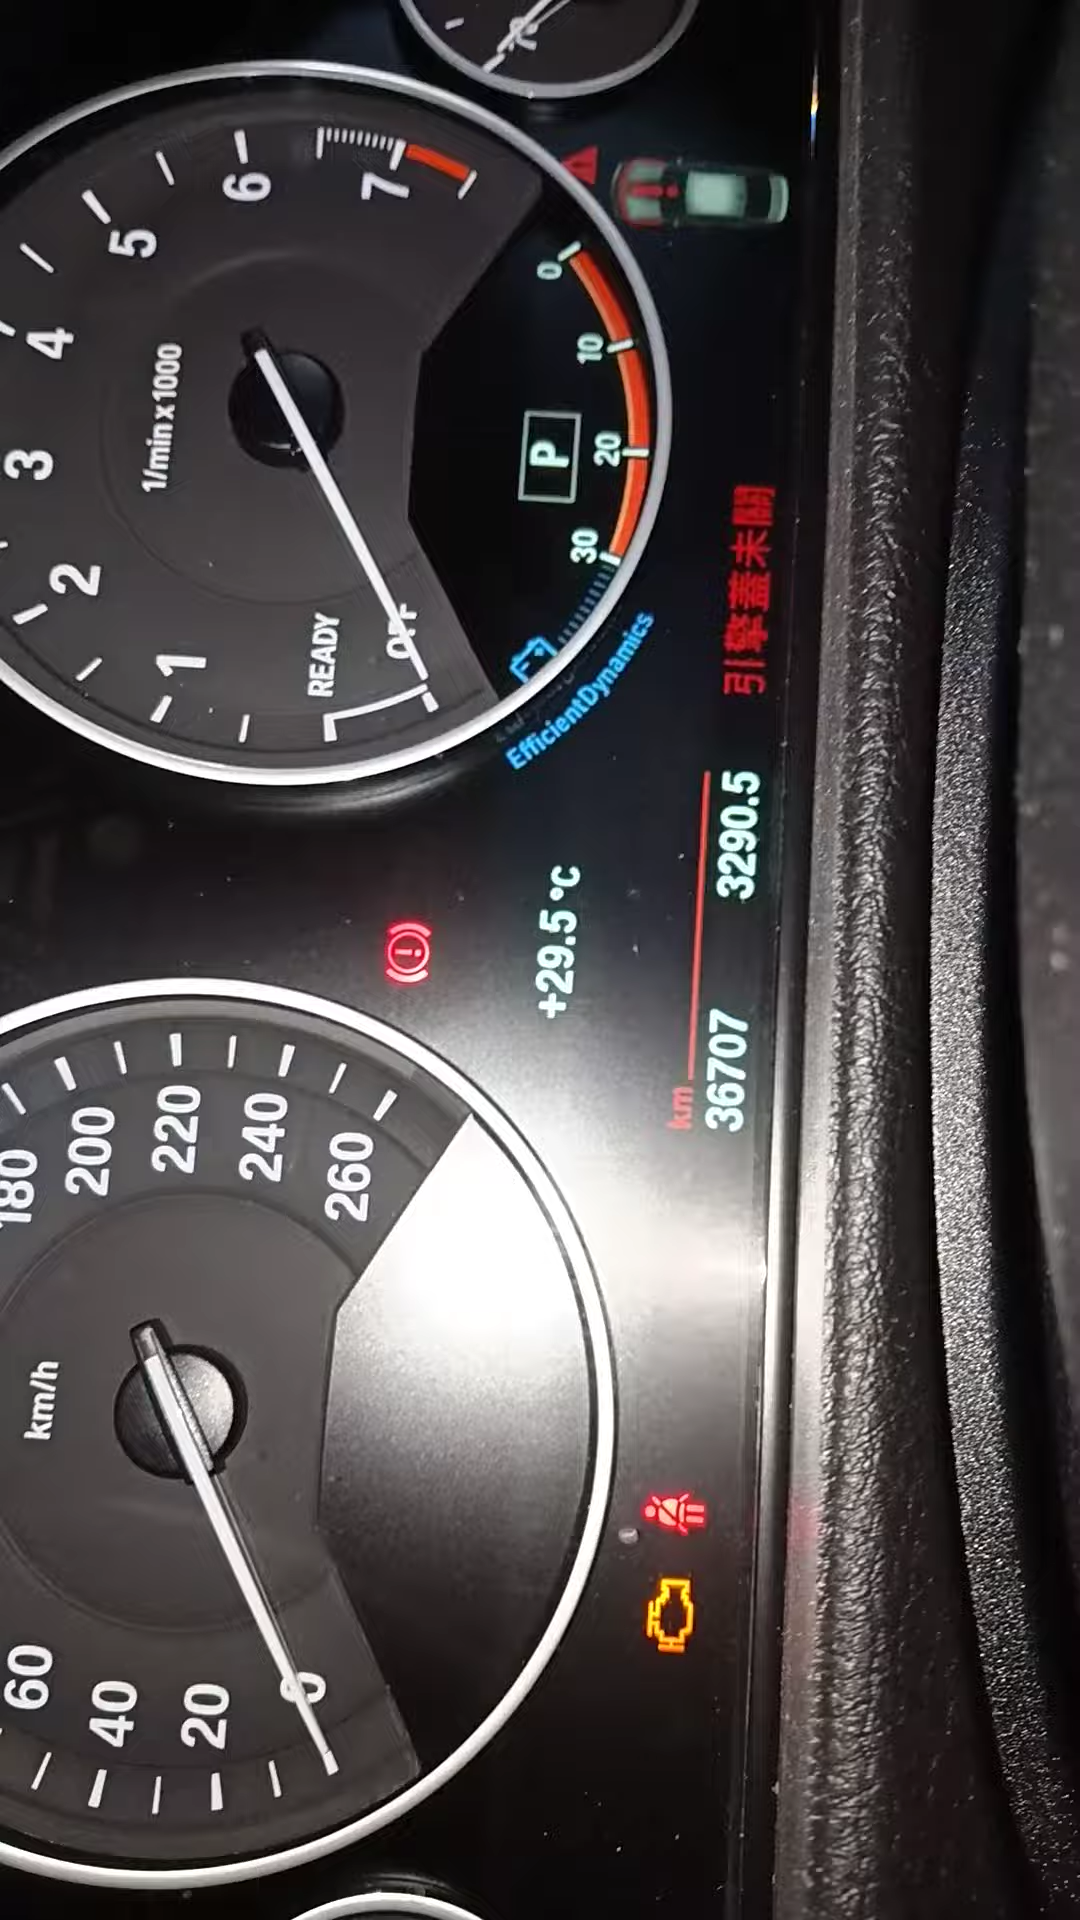 km/h
0
20
40
60
180
200
220
240
260
+29.5 °C
km
36707 3290.5
引擎蓋未關
1/min x 1000
READY
OFF
1
2
3
4
5
6
7
P
0
10
20
30
EfficientDynamics